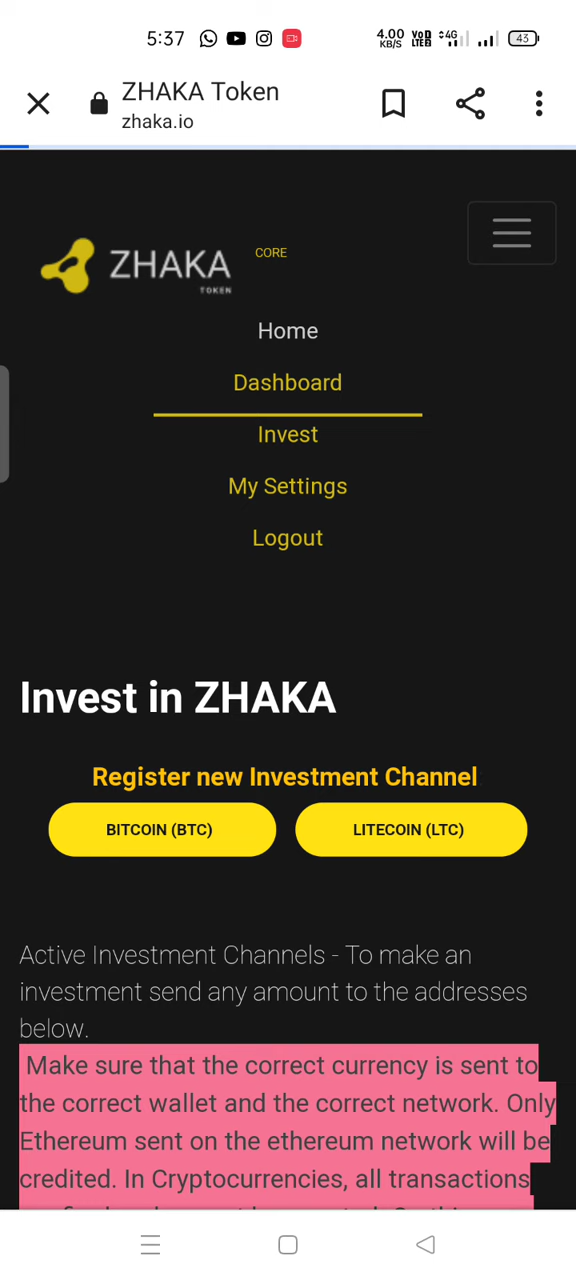 5:37
4.00 KB/S VoD LTE2 4G 43
ZHAKA Token
zhaka.io
ZHAKA CORE
TOKEN
Home
Dashboard
Invest
My Settings
Logout
Invest in ZHAKA
Register new Investment Channel
BITCOIN (BTC) LITECOIN (LTC)
Active Investment Channels - To make an
investment send any amount to the addresses
below.
Make sure that the correct currency is sent to
the correct wallet and the correct network. Only
Ethereum sent on the ethereum network will be
credited. In Cryptocurrencies, all transactions